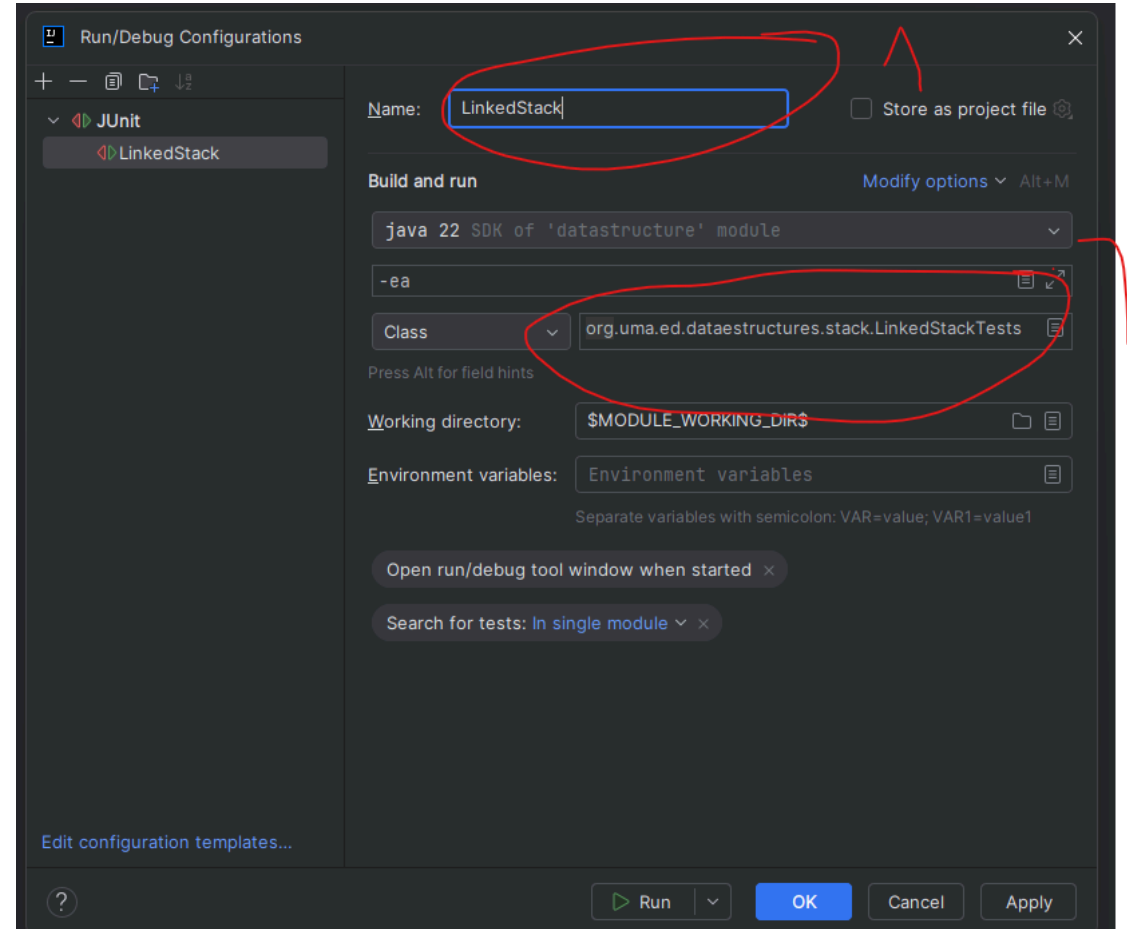 Run/Debug Configurations
JUnit
LinkedStack
Name: LinkedStack
Store as project file
Build and run
Modify options Alt+M
java 22 SDK of 'datastructure' module
-ea
Class org.uma.ed.dataestructures.stack.LinkedStackTests
Press Alt for field hints
Working directory: $MODULE_WORKING_DIR$
Environment variables: Environment variables
Separate variables with semicolon: VAR=value; VAR1=value1
Open run/debug tool window when started ×
Search for tests: In single module ×
Edit configuration templates...
? Run OK Cancel Apply